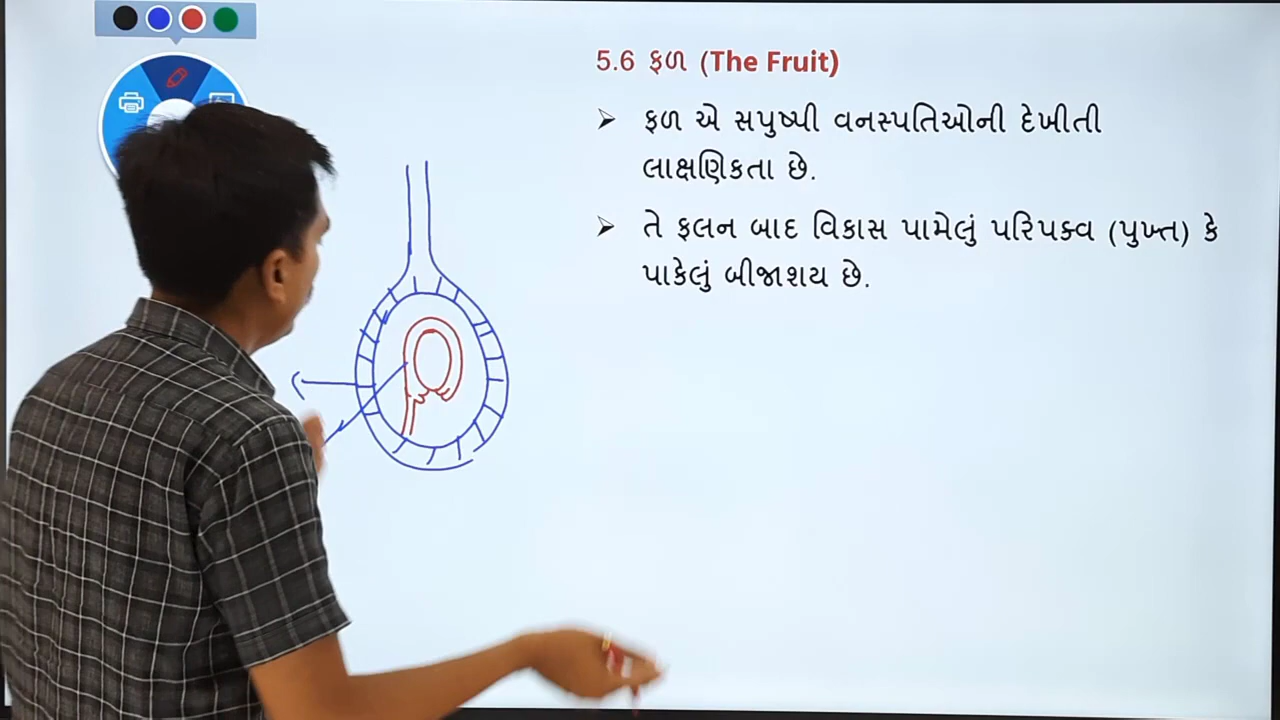 5.6 ફળ (The Fruit)
➢ ફળ એ સપુષ્પી વનસ્પતિઓની દેખીતી
લાક્ષણિકતા છે.
➢ તે ફલન બાદ વિકાસ પામેલું પરિપક્વ (પુખ્ત) કે
પાકેલું બીજાશય છે.